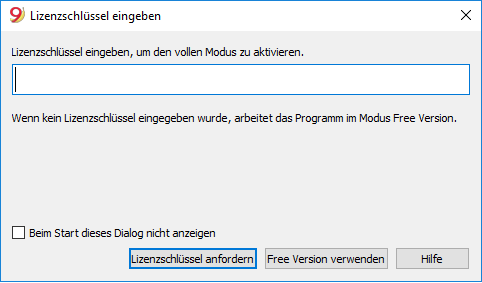 9 Lizenzschlüssel eingeben
Lizenzschlüssel eingeben, um den vollen Modus zu aktivieren.
Wenn kein Lizenzschlüssel eingegeben wurde, arbeitet das Programm im Modus Free Version.
Beim Start dieses Dialog nicht anzeigen
Lizenzschlüssel anfordern Free Version verwenden Hilfe